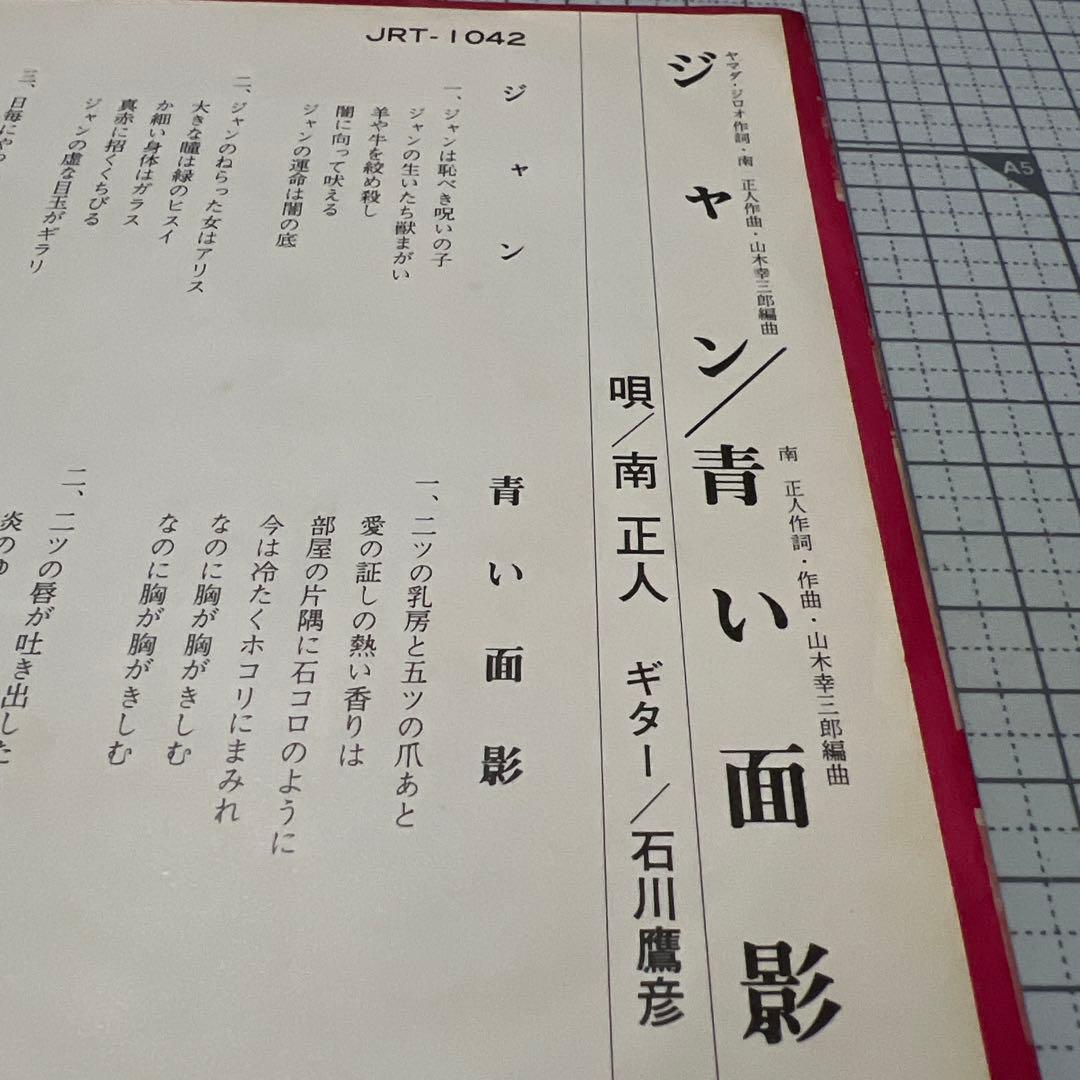 JRT-1042
ジャン/青い面影
ヤマダ・ジロオ作詞・南 正人作曲・山木幸三郎編曲
南 正人作詞・作曲・山木幸三郎編曲
唄/南 正人 ギター/石川鷹彦
ジャン
一、ジャンは恥べき呪いの子
ジャンの生いたち獣まがい
羊や牛を絞め殺し
闇に向って吠える
ジャンの運命は闇の底
二、ジャンのねらった女はアリス
大きな瞳は緑のヒスイ
か細い身体はガラス
真赤に招くくちびる
ジャンの虚な目玉がギラリ
三、日毎に
青い面影
一、二ツの乳房と五ツの爪あと
愛の証しの熱い香りは
部屋の片隅に石コロのように
今は冷たくホコリにまみれ
なのに胸が胸がきしむ
なのに胸が胸がきしむ
二、二ツの唇が吐き出した
炎のゆ
A5